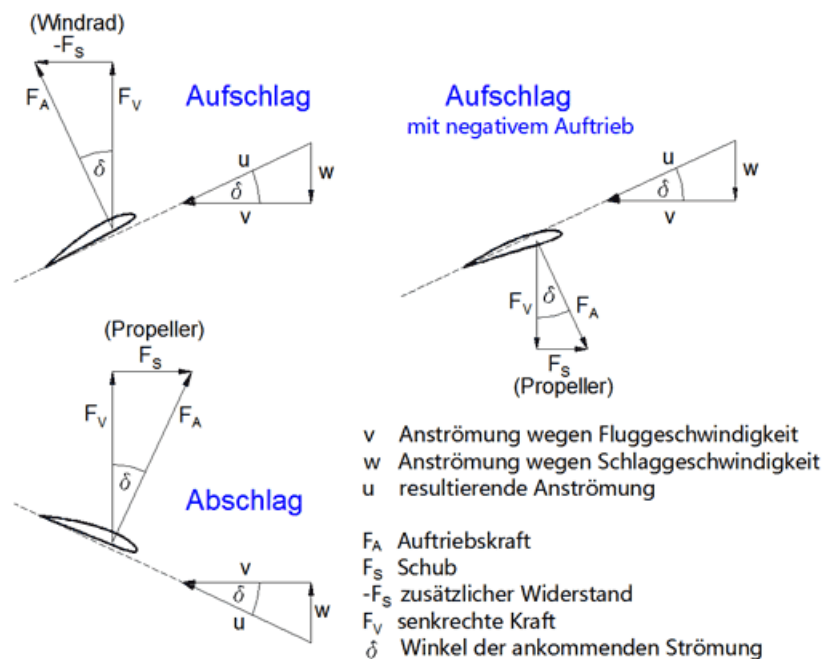 (Windrad)
-FS
FA
FV
δ
Aufschlag
u
δ
w
v
Aufschlag
mit negativem Auftrieb
u
δ
w
v
FV
δ
FA
FS
(Propeller)
(Propeller)
FS
FV
FA
δ
Abschlag
v
δ
w
u
v Anströmung wegen Fluggeschwindigkeit
w Anströmung wegen Schlaggeschwindigkeit
u resultierende Anströmung
FA Auftriebskraft
FS Schub
-FS zusätzlicher Widerstand
FV senkrechte Kraft
δ Winkel der ankommenden Strömung